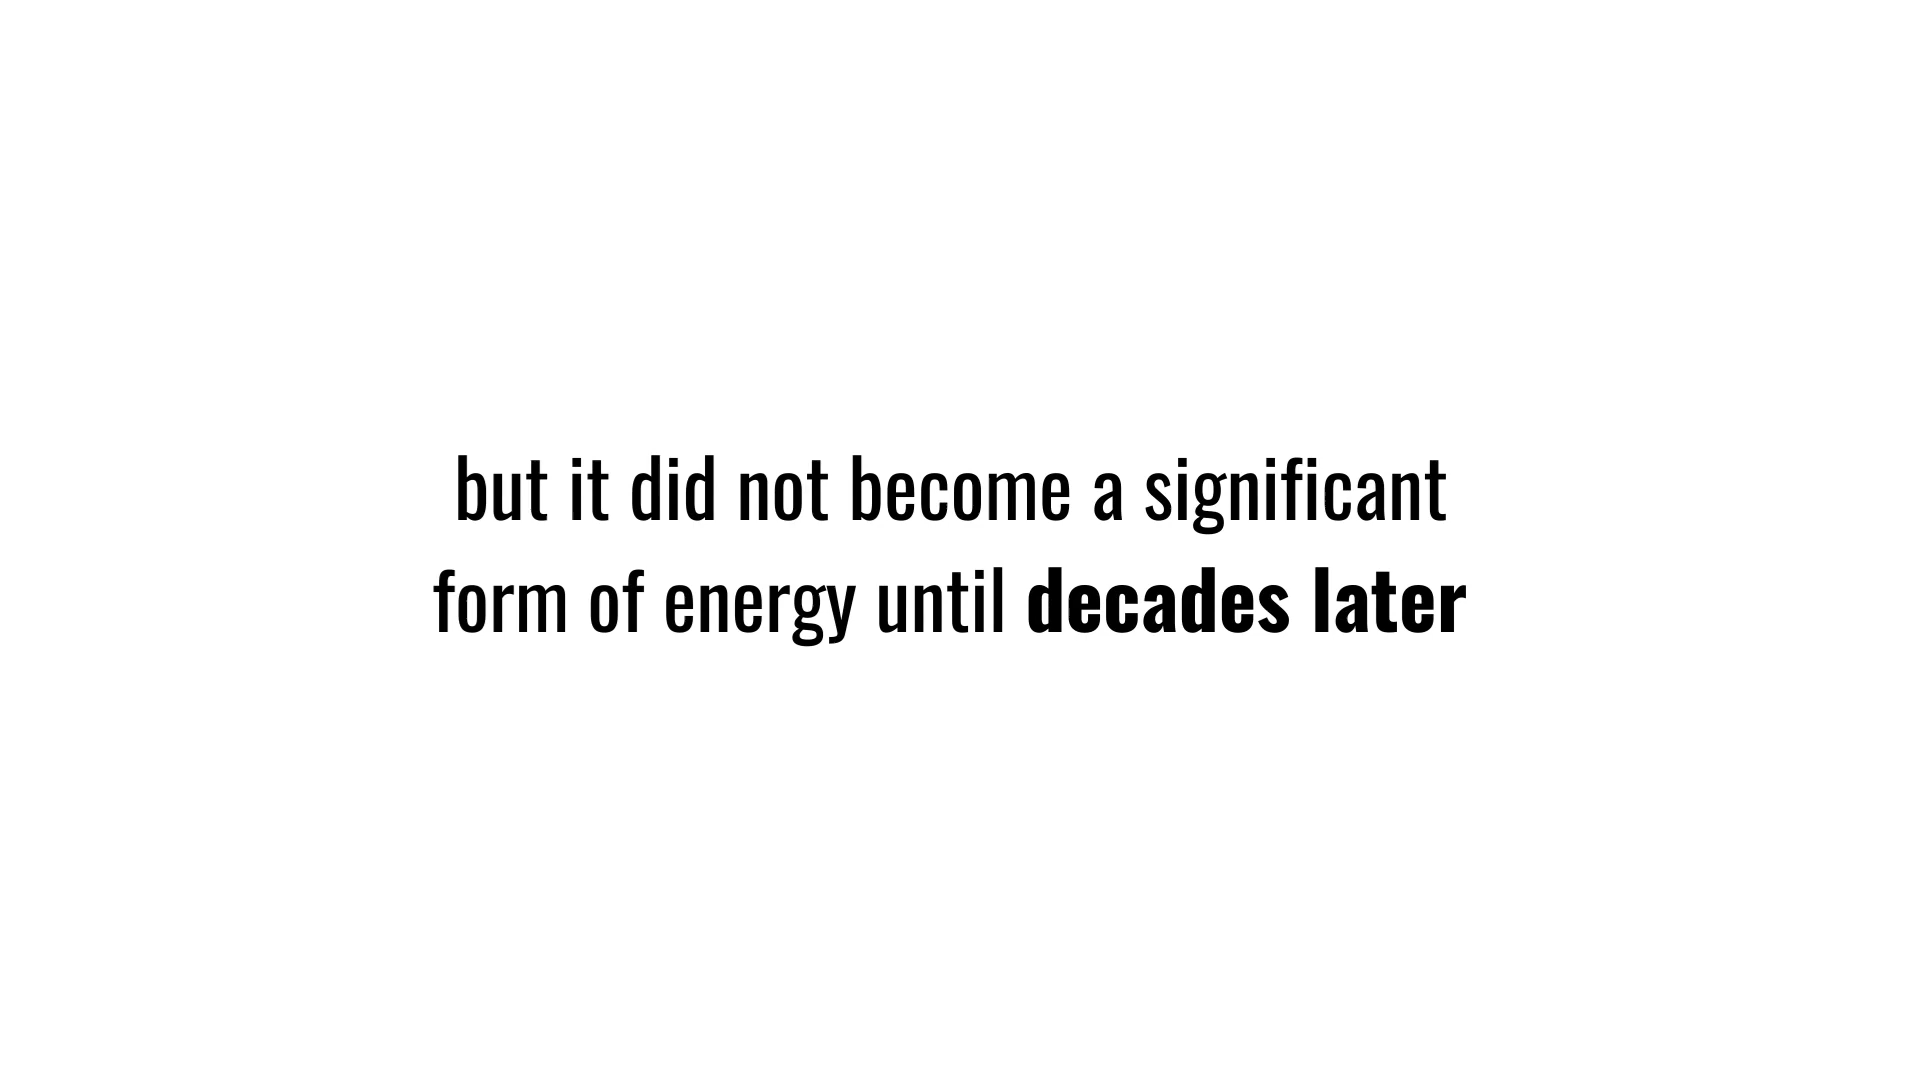 but it did not become a significant
form of energy until decades later